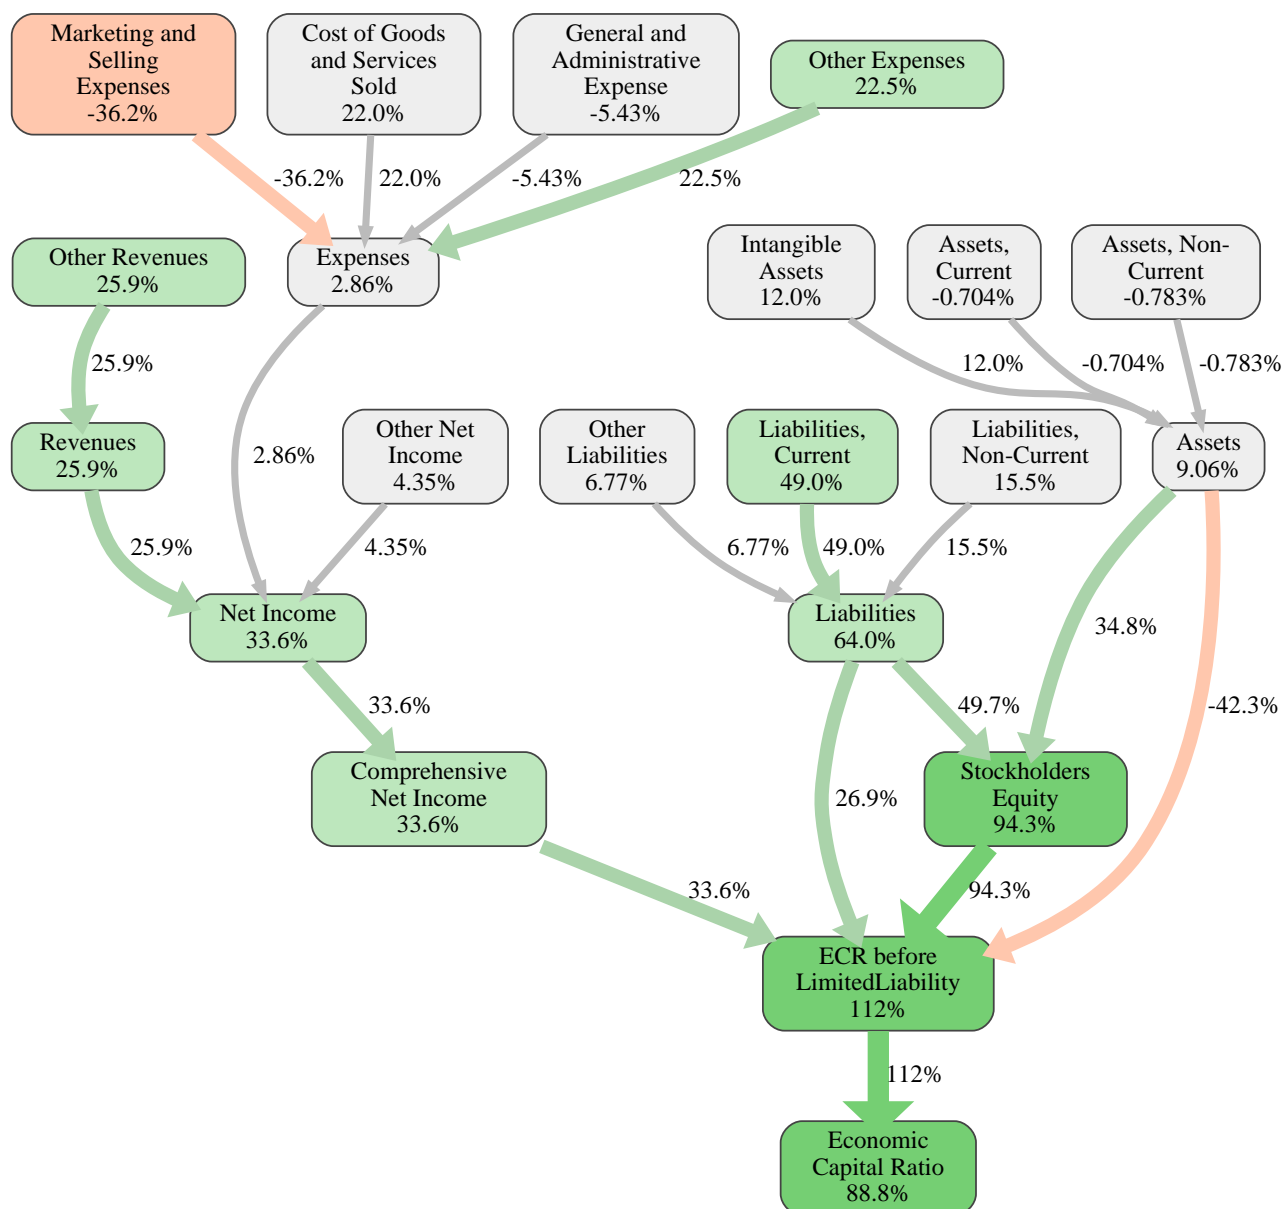 Marketing and
Selling
Expenses
-36.2%
Cost of Goods
and Services
Sold
22.0%
General and
Administrative
Expense
-5.43%
Other Expenses
22.5%
-36.2%
22.0%
-5.43%
22.5%
Other Revenues
25.9%
Expenses
2.86%
Intangible
Assets
12.0%
Assets,
Current
-0.704%
Assets, Non-
Current
-0.783%
25.9%
12.0%
-0.704%
-0.783%
Revenues
25.9%
2.86%
Other Net
Income
4.35%
Other
Liabilities
6.77%
Liabilities,
Current
49.0%
Liabilities,
Non-Current
15.5%
Assets
9.06%
25.9%
4.35%
6.77%
49.0%
15.5%
Net Income
33.6%
Liabilities
64.0%
34.8%
33.6%
49.7%
-42.3%
Comprehensive
Net Income
33.6%
26.9%
Stockholders
Equity
94.3%
33.6%
94.3%
ECR before
LimitedLiability
112%
112%
Economic
Capital Ratio
88.8%